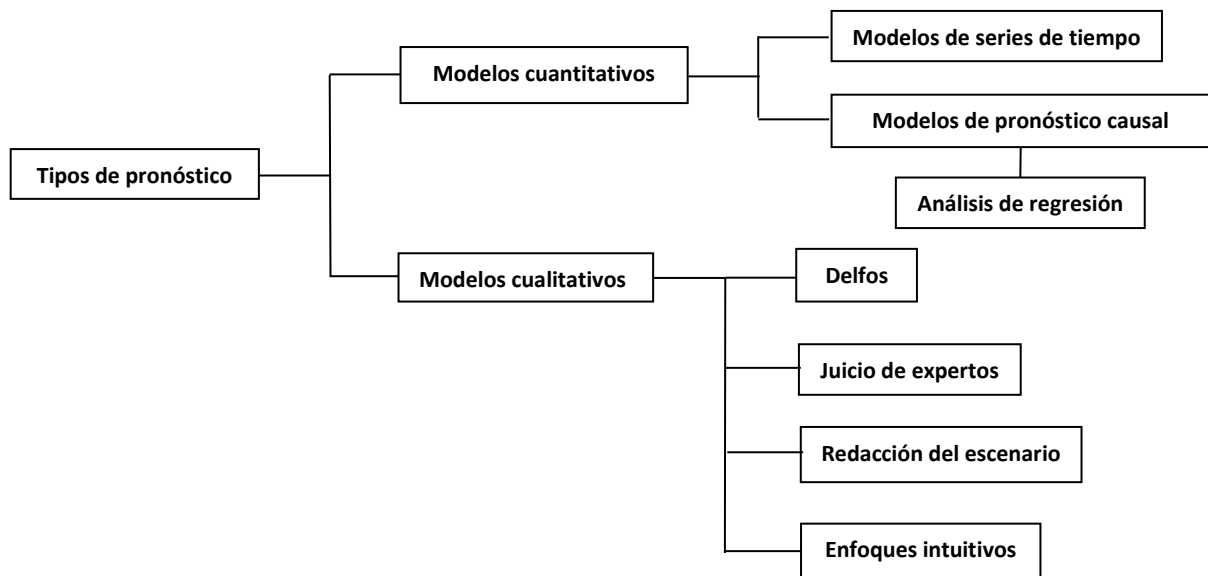 Modelos de series de tiempo
Modelos cuantitativos
Modelos de pronóstico causal
Tipos de pronóstico
Análisis de regresión
Modelos cualitativos
Delfos
Juicio de expertos
Redacción del escenario
Enfoques intuitivos